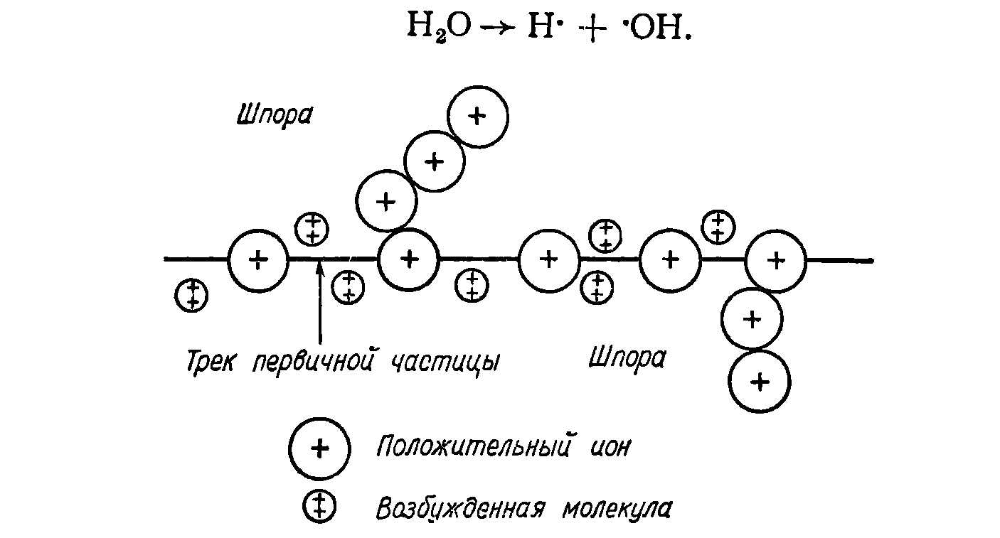 H₂O → H· + ·OH.
Шпора
Трек первичной частицы
Шпора
Положительный ион
Возбужденная молекула